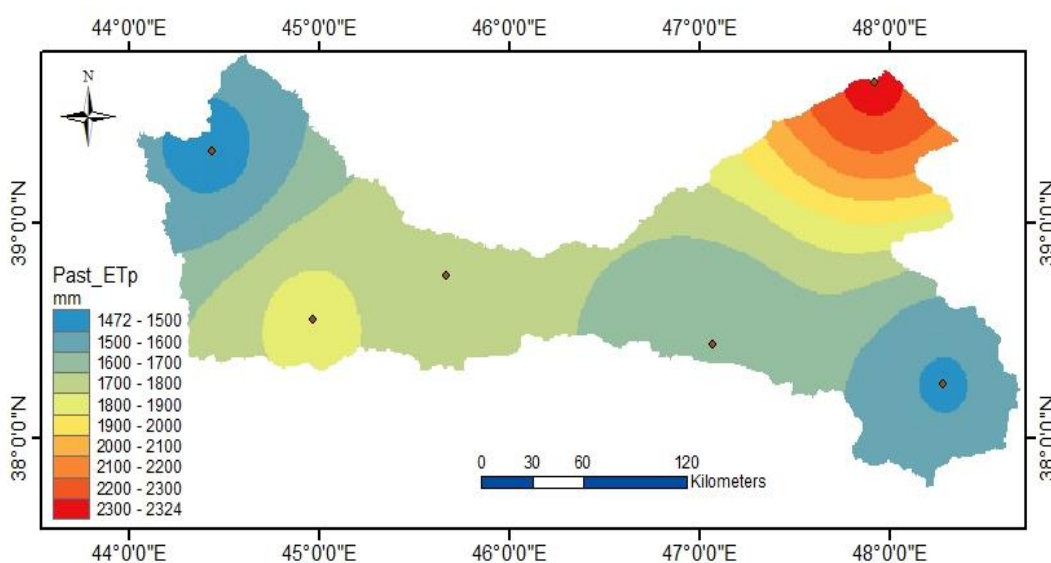 44°0'0"E 45°0'0"E 46°0'0"E 47°0'0"E 48°0'0"E
N
39°0'0"N
39°0'0"N
Past_ETp
mm
1472 - 1500
1500 - 1600
1600 - 1700
1700 - 1800
1800 - 1900
1900 - 2000
2000 - 2100
2100 - 2200
2200 - 2300
2300 - 2324
38°0'0"N
38°0'0"N
0 30 60 120
Kilometers
44°0'0"E 45°0'0"E 46°0'0"E 47°0'0"E 48°0'0"E